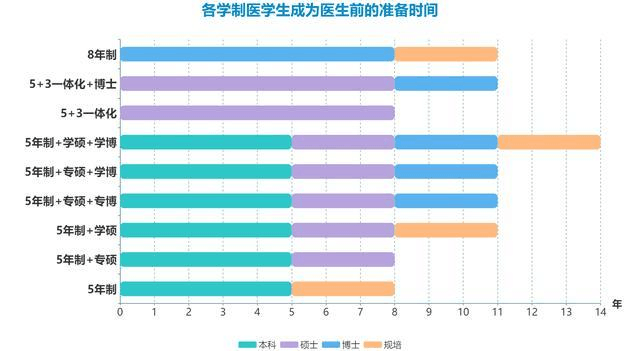 各学制医学生成为医生前的准备时间
8年制
5+3一体化+博士
5+3一体化
5年制+学硕+学博
5年制+专硕+学博
5年制+专硕+专博
5年制+学硕
5年制+专硕
5年制
0 1 2 3 4 5 6 7 8 9 10 11 12 13 14 年
本科 硕士 博士 规培